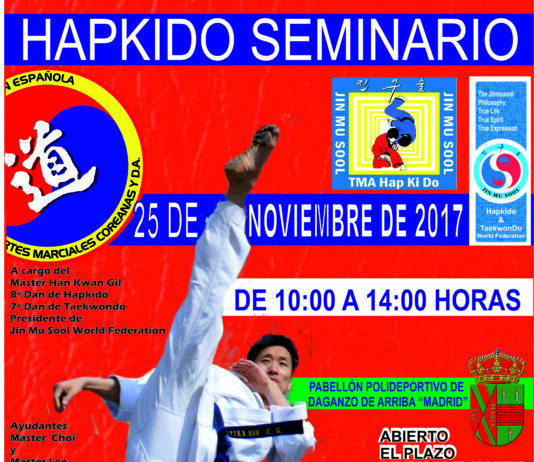 HAPKIDO SEMINARIO
N ESPAÑOLA
道
RTES MARCIALES COREANAS Y D.A.
진 무 술
JIN MU SOOL
JIN MU SOOL
TMA Hap Ki Do
The Jinmusool
Philosophy:
True Life
True Spirit
True Expression
JIN MU SOOL
Hapkido
&
TaekwonDo
World Federation
25 DE NOVIEMBRE DE 2017
A cargo del
Master Han Kwan Gil
8º Dan de Hapkido
7º Dan de Taekwondo
Presidente de
Jin Mu Sool World Federation
DE 10:00 A 14:00 HORAS
PABELLÓN POLIDEPORTIVO DE
DAGANZO DE ARRIBA “MADRID”
Ayudantes
Master Choi
y
Master Lee
ABIERTO
EL PLAZO